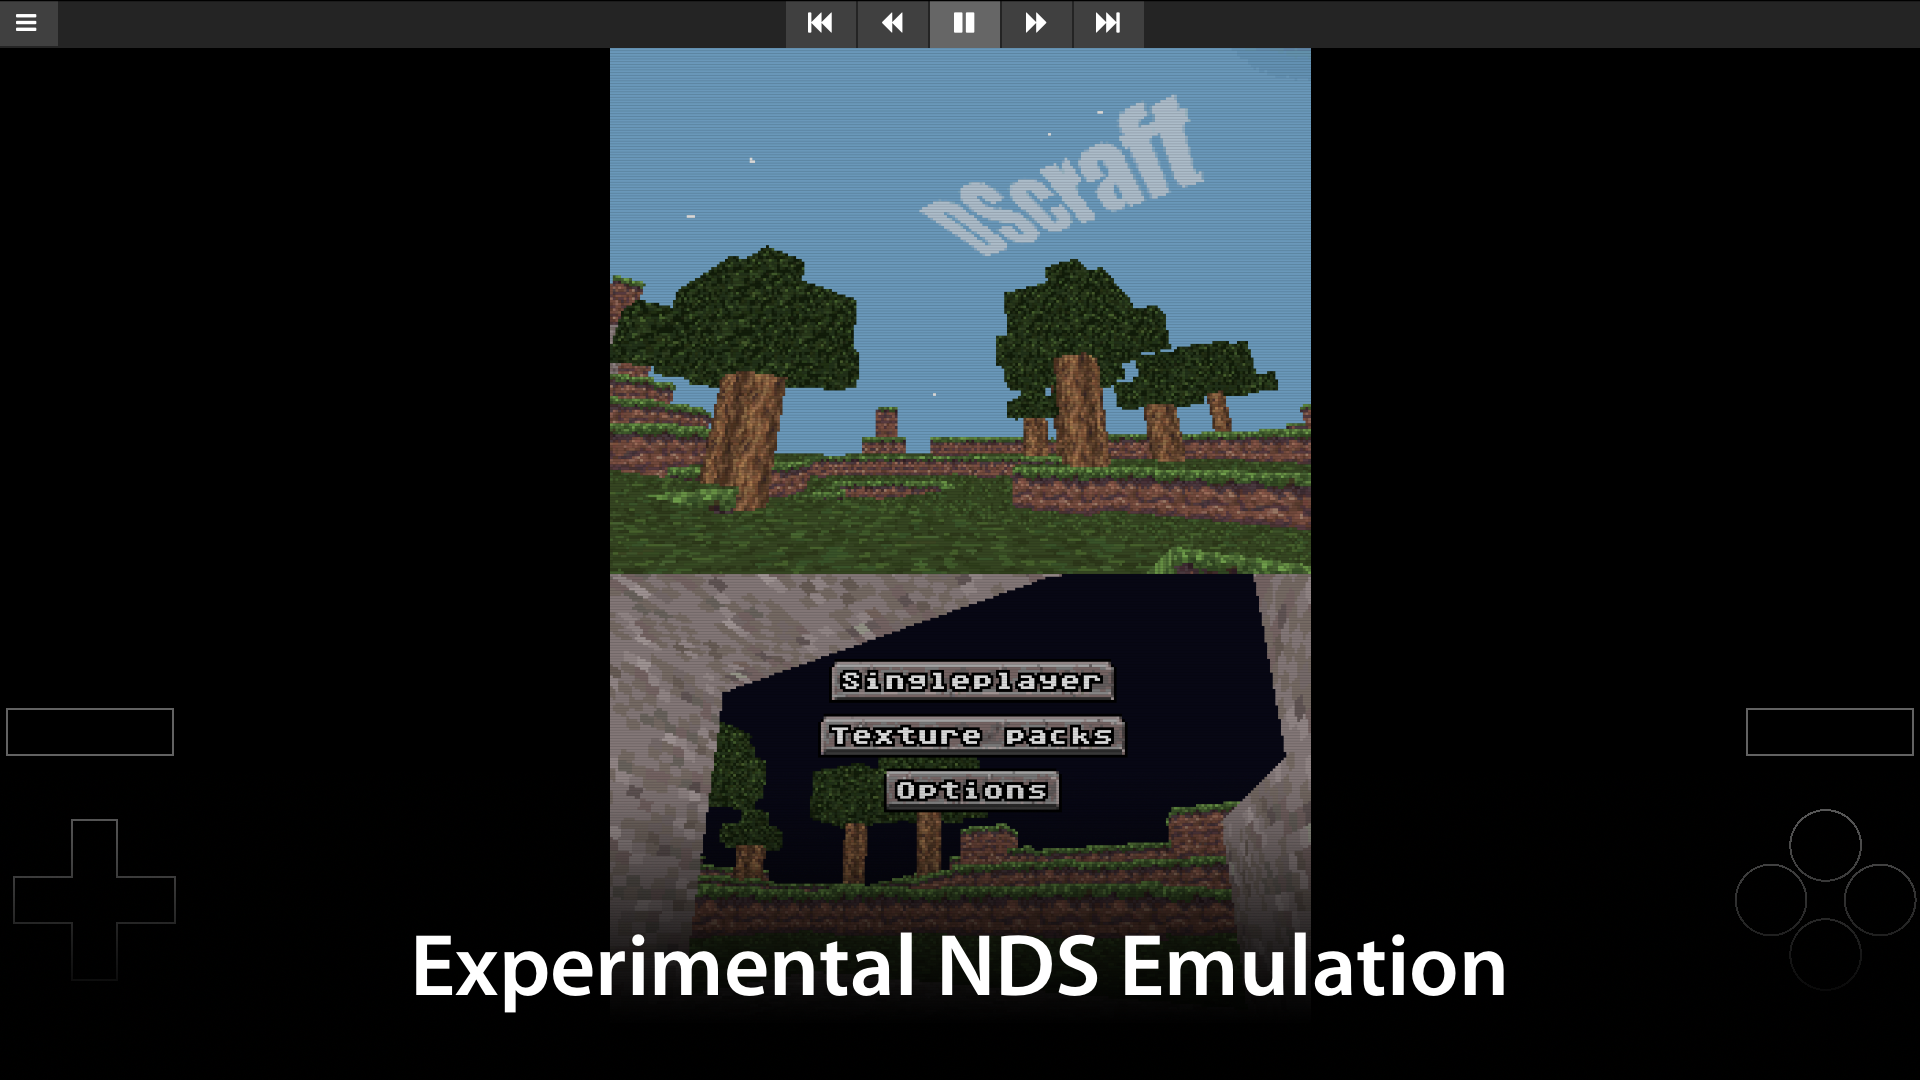 DScraft
Singleplayer
Texture packs
Options
Experimental NDS Emulation